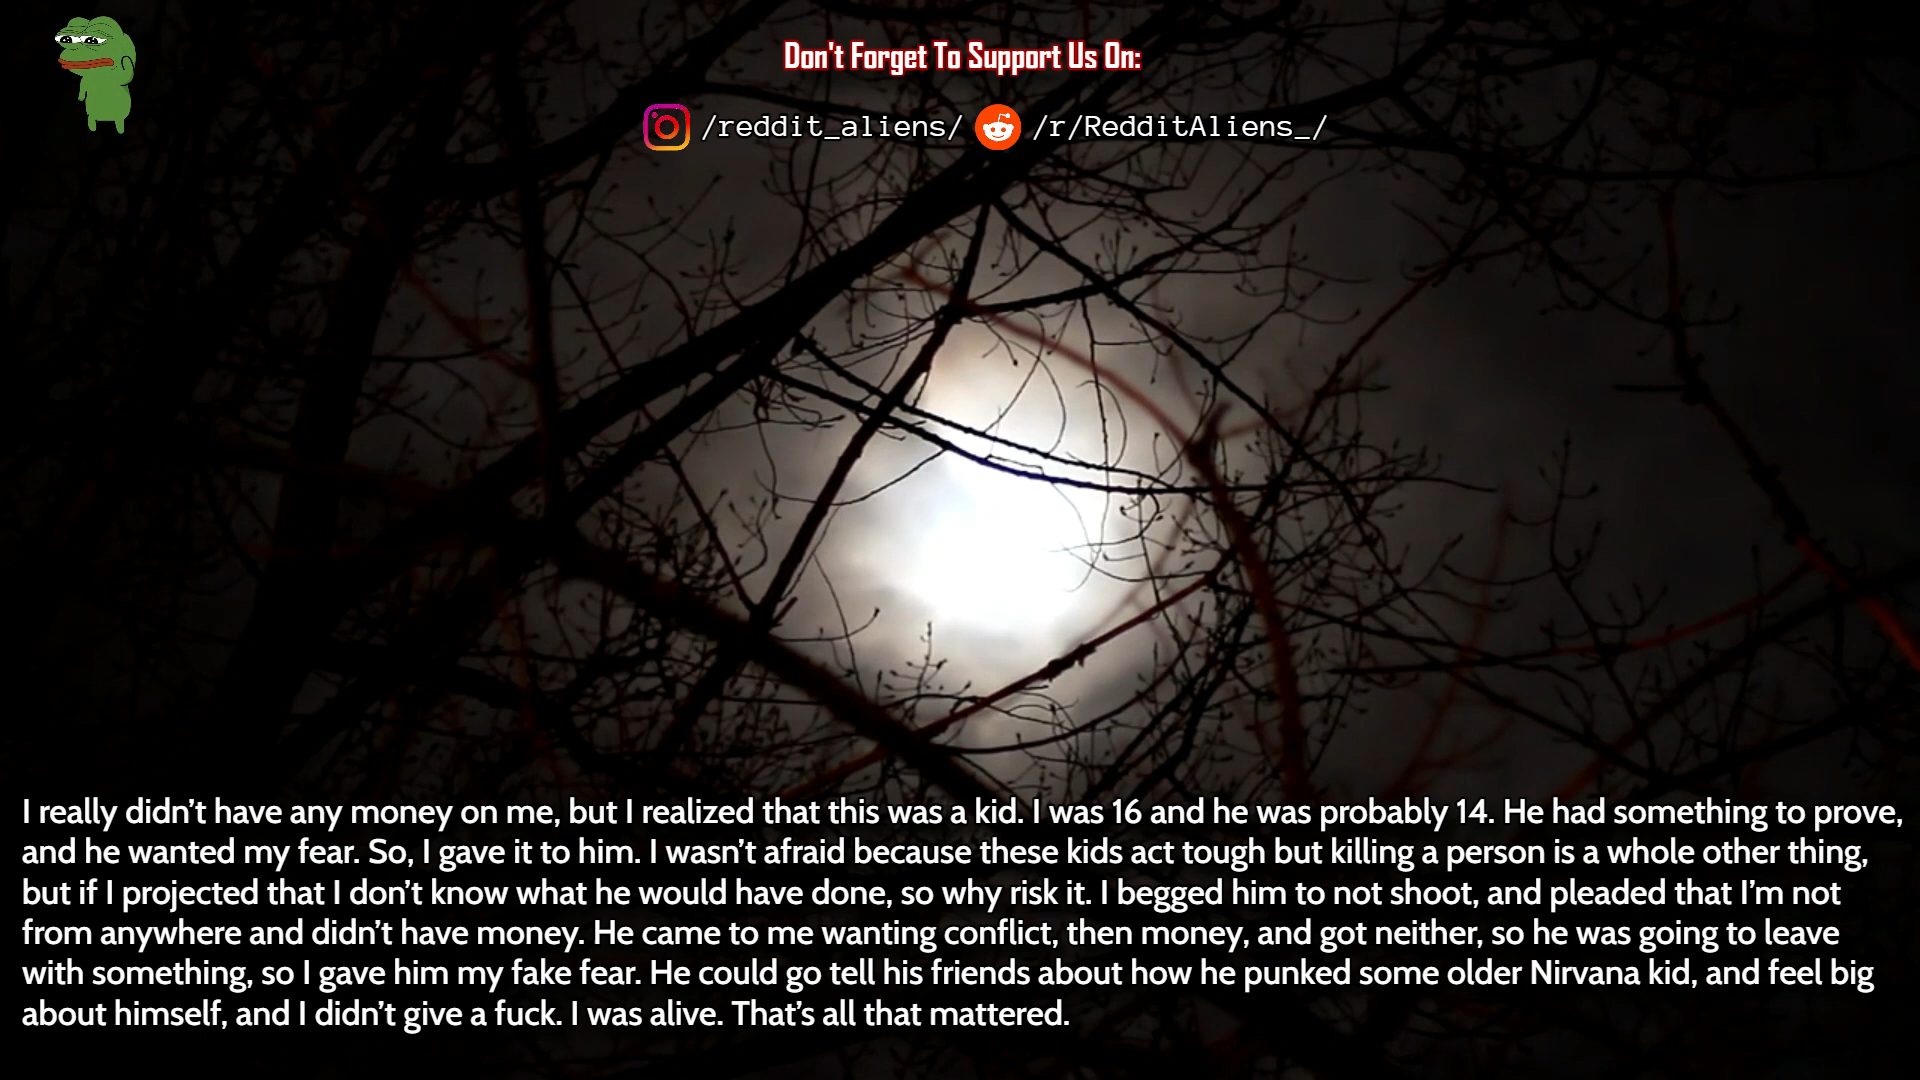 Don't Forget To Support Us On:
/reddit_aliens/ /r/RedditAliens_/
I really didn’t have any money on me, but I realized that this was a kid. I was 16 and he was probably 14. He had something to prove,
and he wanted my fear. So, I gave it to him. I wasn’t afraid because these kids act tough but killing a person is a whole other thing,
but if I projected that I don’t know what he would have done, so why risk it. I begged him to not shoot, and pleaded that I’m not
from anywhere and didn’t have money. He came to me wanting conflict, then money, and got neither, so he was going to leave
with something, so I gave him my fake fear. He could go tell his friends about how he punked some older Nirvana kid, and feel big
about himself, and I didn’t give a fuck. I was alive. That’s all that mattered.